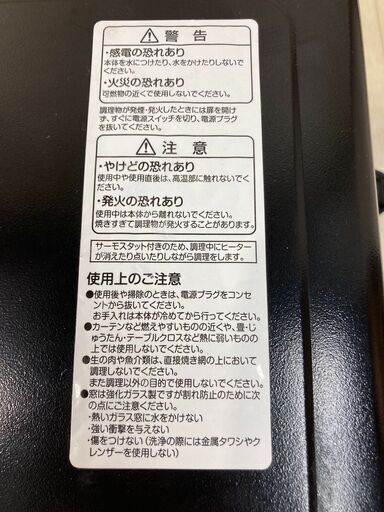 警告
・感電の恐れあり
本体を水につけたり、水をかけたりしないで
ください。
・火災の恐れあり
可燃物の近くで使用しないでください。
調理物が発煙・発火したときには扉を開け
ず、すぐに電源スイッチを切り、電源プラグ
を抜いてください。
注意
・やけどの恐れあり
使用中や使用直後は、高温部に触れないでく
ださい。
・発火の恐れあり
使用中は本体から離れないでください。
焼きすぎて調理物が発火することがあります。
サーモスタット付きのため、調理中にヒーター
が消えたり点いたりしながら調理をします。
使用上のご注意
●使用後や掃除のときは、電源プラグをコンセ
ントから抜いてください。
お手入れは本体が冷めてから行ってください。
●カーテンなど燃えやすいものの近くや、畳・じ
ゅうたん・テーブルクロスなど熱に弱いものの
上では使用しないでください。
●生の肉や魚介類は、直接焼き網の上において
調理しないでください。
また調理以外の目的で使用しないでください。
●窓は強化ガラス製ですが割れ防止のために次
の点にご注意ください。
・熱いガラス窓に水をかけない
・強い衝撃を与えない
・傷をつけない（洗浄の際には金属タワシやク
レンザーを使用しない）